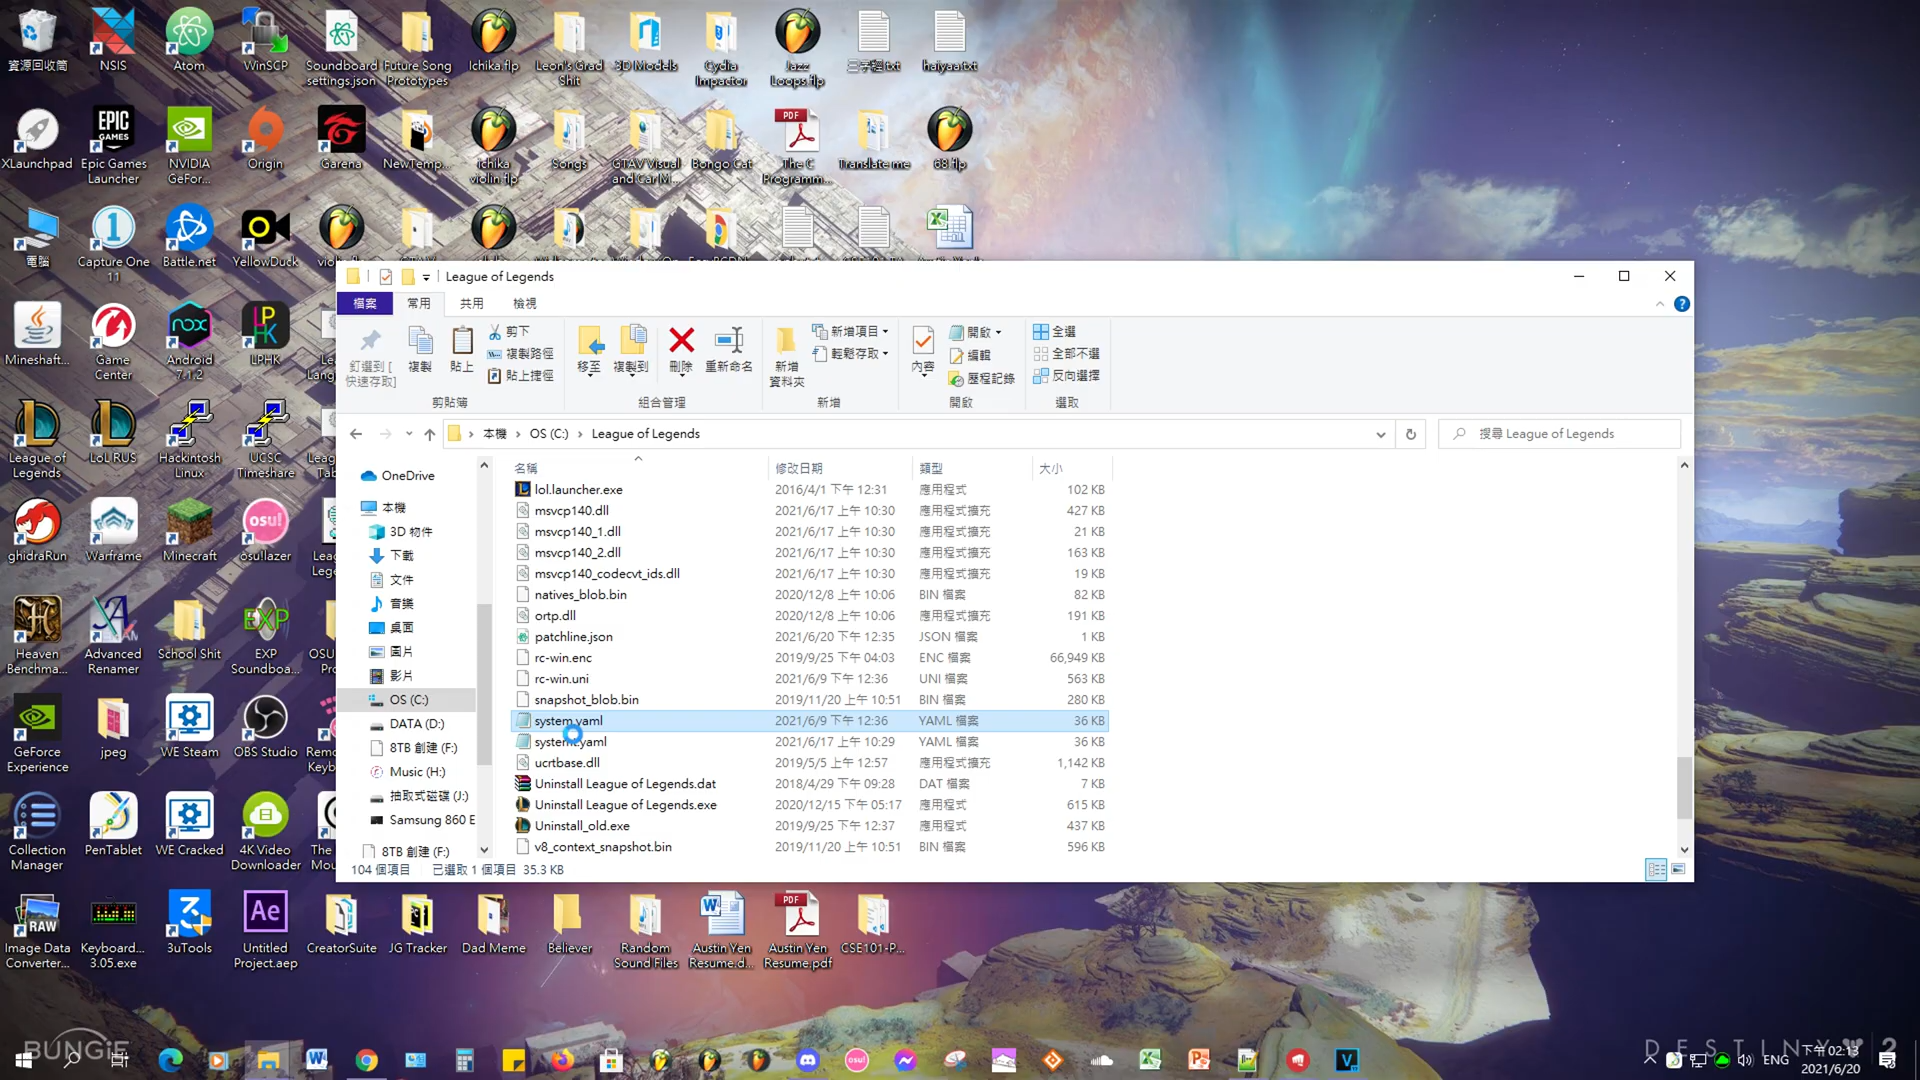 資源回收筒
NSIS
Atom
WinSCP
Soundboard settings.json
Future Song Prototypes
Ichika.flp
Leon's Grad Shit
3D Models
Cydia Impactor
Jazz Loops.flp
三字經.txt
haiyaa.txt
XLaunchpad
Epic Games Launcher
NVIDIA GeFor...
Origin
Garena
NewTemp...
ichika violin.flp
Songs
GTAV Visual and Car M...
Bongo Cat
The C Programm...
Translate me
68.flp
電腦
Capture One 11
Battle.net
YellowDuck
League of Legends
檔案
常用
共用
檢視
釘選到 [快速存取]
複製
貼上
剪下
複製路徑
貼上捷徑
剪貼簿
移至
複製到
刪除
重新命名
組合管理
新增資料夾
新增項目
輕鬆存取
新增
內容
開啟
編輯
歷程記錄
開啟
全選
全部不選
反向選擇
選取
本機 › OS (C:) › League of Legends
搜尋 League of Legends
OneDrive
本機
3D 物件
下載
文件
音樂
桌面
圖片
影片
OS (C:)
DATA (D:)
8TB 創建 (F:)
Music (H:)
抽取式磁碟 (J:)
Samsung 860 E
8TB 創建 (F:)
名稱 修改日期 類型 大小
lol.launcher.exe 2016/4/1 下午 12:31 應用程式 102 KB
msvcp140.dll 2021/6/17 上午 10:30 應用程式擴充 427 KB
msvcp140_1.dll 2021/6/17 上午 10:30 應用程式擴充 21 KB
msvcp140_2.dll 2021/6/17 上午 10:30 應用程式擴充 163 KB
msvcp140_codecvt_ids.dll 2021/6/17 上午 10:30 應用程式擴充 19 KB
natives_blob.bin 2020/12/8 上午 10:06 BIN 檔案 82 KB
ortp.dll 2020/12/8 上午 10:06 應用程式擴充 191 KB
patchline.json 2021/6/20 下午 12:35 JSON 檔案 1 KB
rc-win.enc 2019/9/25 下午 04:03 ENC 檔案 66,949 KB
rc-win.uni 2021/6/9 下午 12:36 UNI 檔案 563 KB
snapshot_blob.bin 2019/11/20 上午 10:51 BIN 檔案 280 KB
system.yaml 2021/6/9 下午 12:36 YAML 檔案 36 KB
2021/6/17 上午 10:29 YAML 檔案 36 KB
ucrtbase.dll 2019/5/5 上午 12:57 應用程式擴充 1,142 KB
Uninstall League of Legends.dat 2018/4/29 下午 09:28 DAT 檔案 7 KB
Uninstall League of Legends.exe 2020/12/15 下午 05:17 應用程式 615 KB
Uninstall_old.exe 2019/9/25 下午 12:37 應用程式 437 KB
v8_context_snapshot.bin 2019/11/20 上午 10:51 BIN 檔案 596 KB
104 個項目 已選取 1 個項目 35.3 KB
Mineshaft...
Game Center
Android 7.1.2
LPHK
League of Legends
LoL RUS
Hackintosh Linux
UCSC Timeshare
ghidraRun
Warframe
Minecraft
osu!lazer
Heaven Benchma...
Advanced Renamer
School Shit
EXP Soundboa...
GeForce Experience
jpeg
WE Steam
OBS Studio
Collection Manager
PenTablet
WE Cracked
4K Video Downloader
Image Data Converter...
Keyboard... 3.05.exe
3uTools
Untitled Project.aep
CreatorSuite
JG Tracker
Dad Meme
Believer
Random Sound Files
Austin Yen Resume.d...
Austin Yen Resume.pdf
CSE101-P...
BUNGiE
DESTINY 2
ENG
下午 02:13
2021/6/20